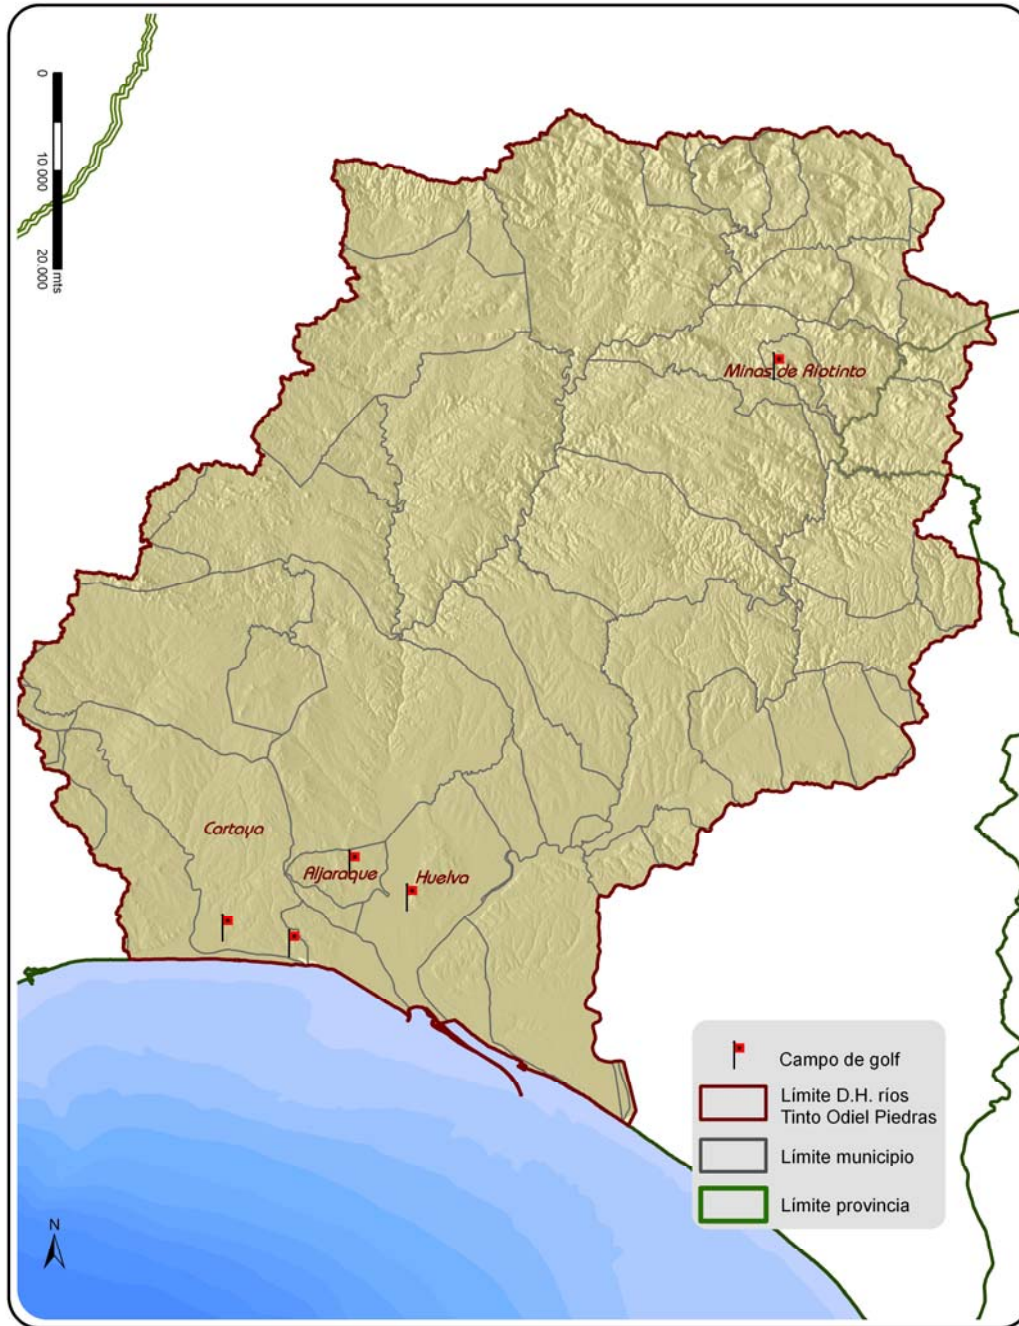 0
10.000
20.000
mts
Minas de Riotinto
Cartaya
Aljaraque
Huelva
Campo de golf
Límite D.H. ríos
Tinto Odiel Piedras
Límite municipio
Límite provincia
N